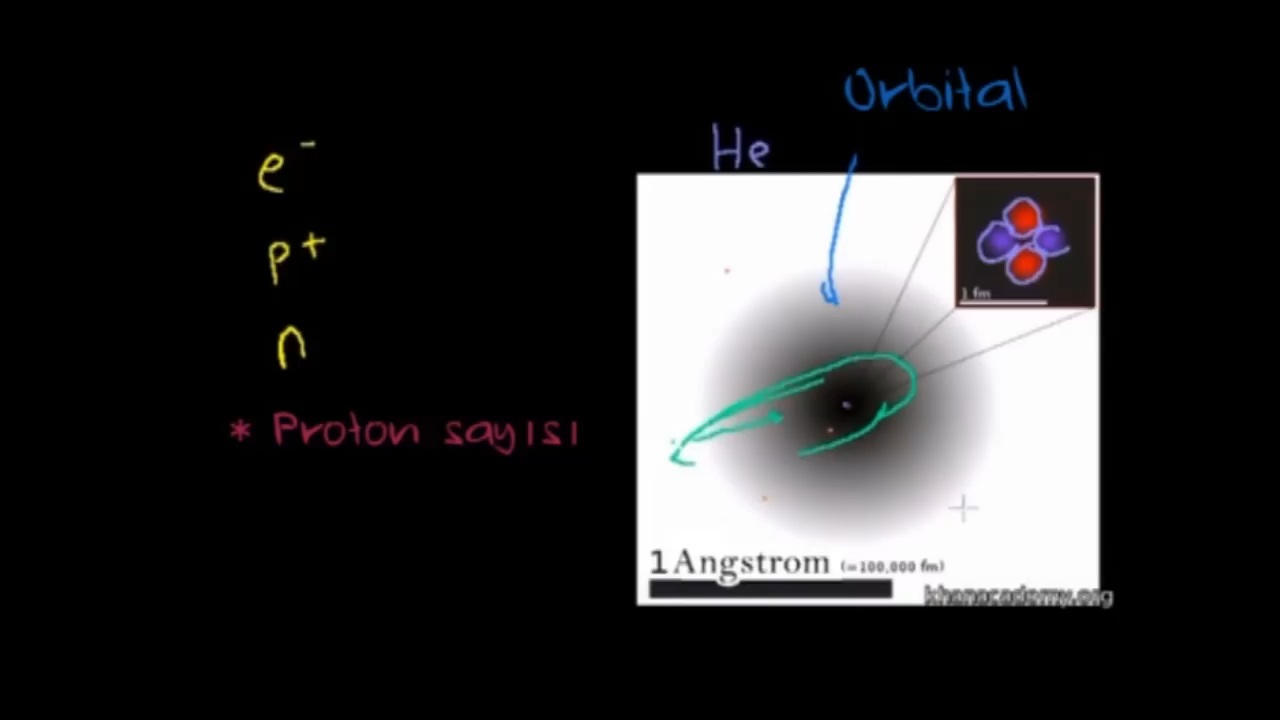 Orbital
He
e⁻
p⁺
n
* Proton sayısı
1 fm
1 Angstrom (=100,000 fm)
khanacademy.org